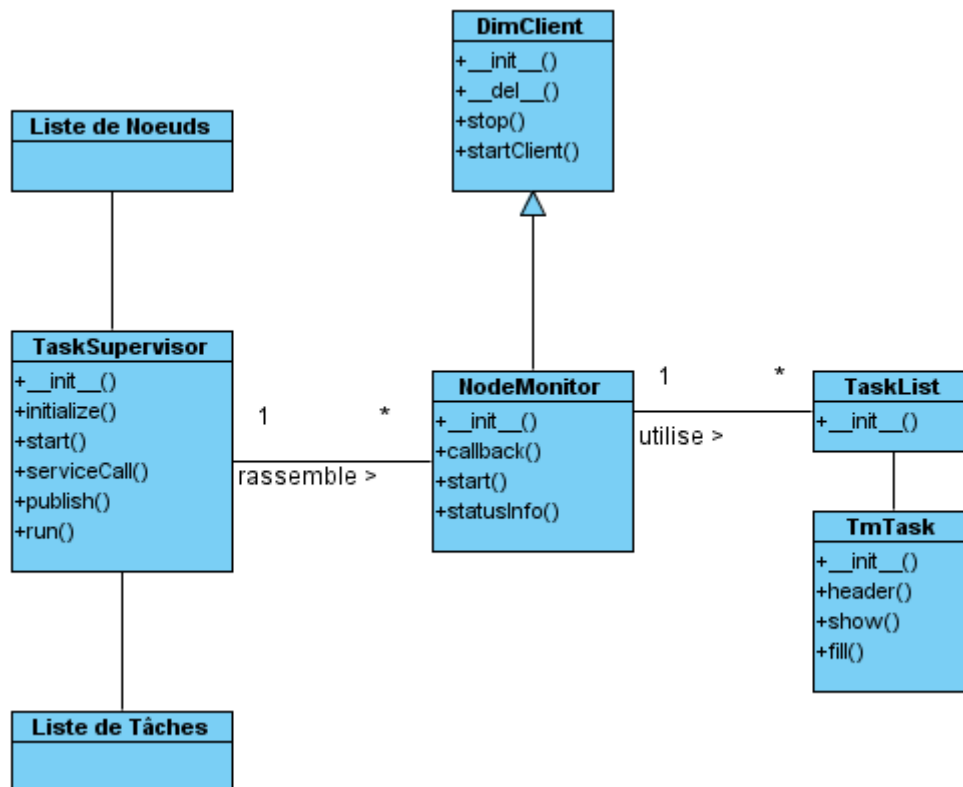 DimClient
+__init__()
+__del__()
+stop()
+startClient()
Liste de Noeuds
TaskSupervisor
+__init__()
+initialize()
+start()
+serviceCall()
+publish()
+run()
1 *
rassemble >
NodeMonitor
+__init__()
+callback()
+start()
+statusInfo()
1 *
utilise >
TaskList
+__init__()
TmTask
+__init__()
+header()
+show()
+fill()
Liste de Tâches